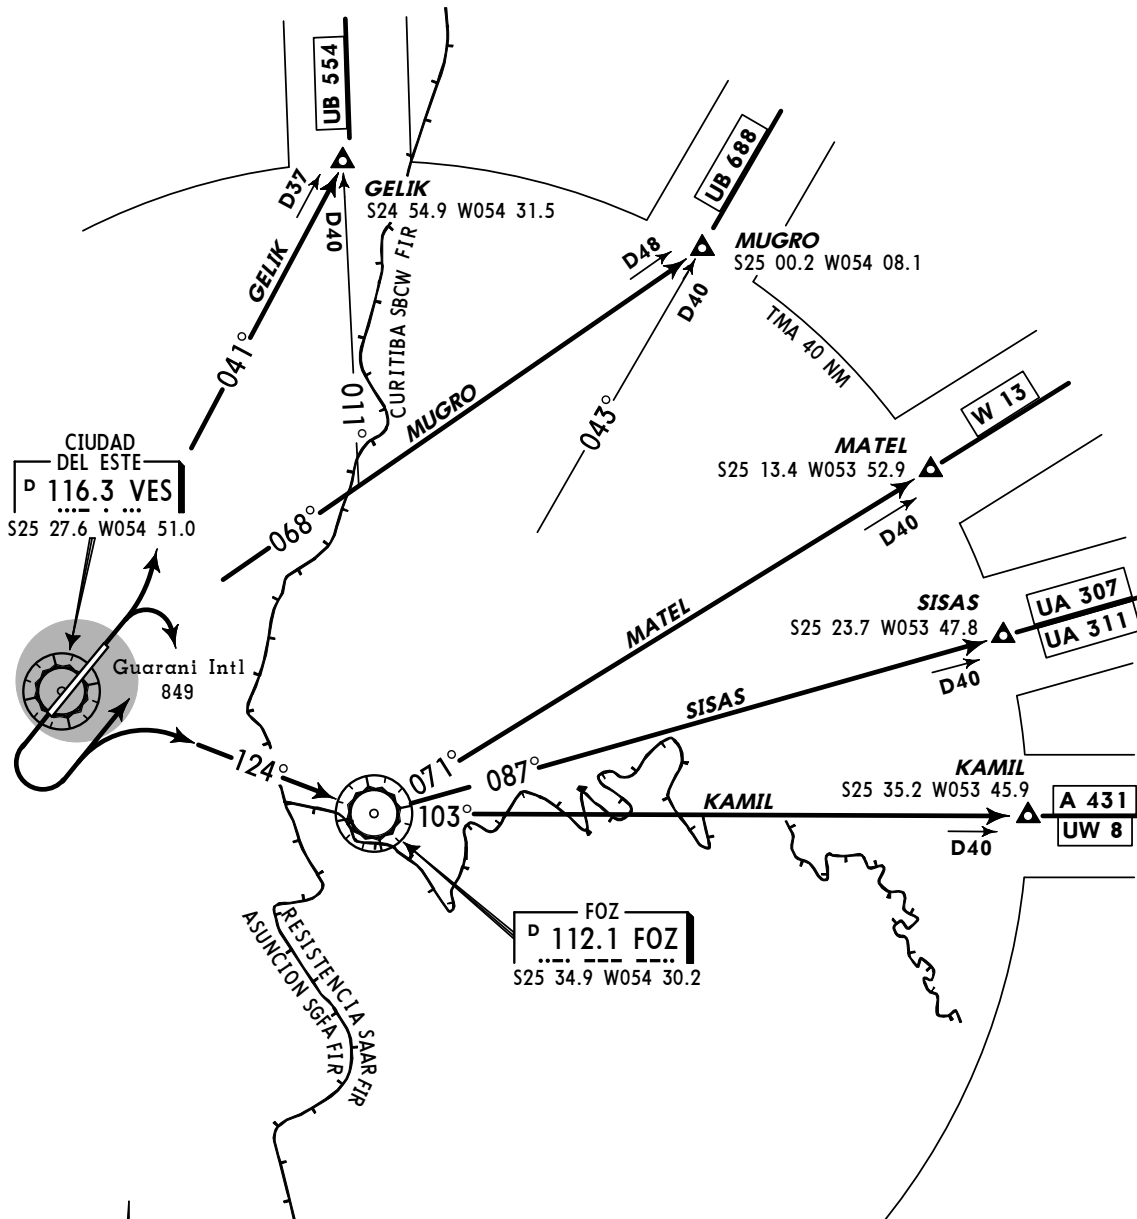 UB 554
D37
GELIK
S24 54.9 W054 31.5
D40
GELIK
041°
011°
CURITIBA SBCW FIR
UB 688
D48
MUGRO
S25 00.2 W054 08.1
D40
TMA 40 NM
MUGRO
043°
068°
W 13
MATEL
S25 13.4 W053 52.9
D40
MATEL
CIUDAD
DEL ESTE
D 116.3 VES
S25 27.6 W054 51.0
Guarani Intl
849
UA 307
UA 311
SISAS
S25 23.7 W053 47.8
D40
SISAS
071°
087°
124°
103°
KAMIL
KAMIL
S25 35.2 W053 45.9
D40
A 431
UW 8
FOZ
D 112.1 FOZ
S25 34.9 W054 30.2
RESISTENCIA SAAR FIR
ASUNCION SGFA FIR